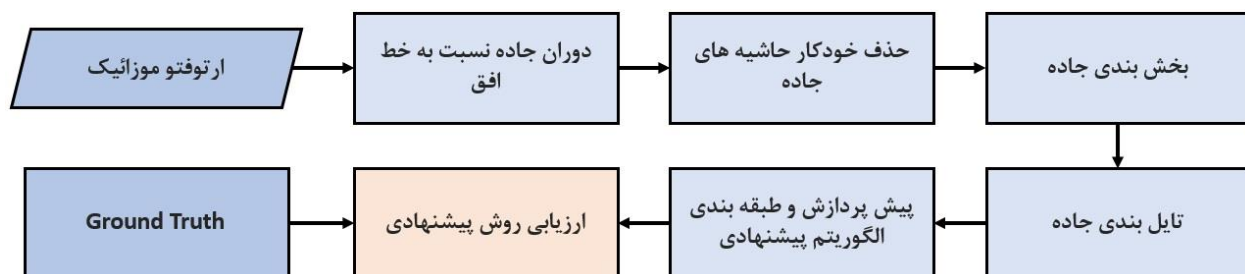 ارتوفتو موزائیک
دوران جاده نسبت به خط
افق
حذف خودکار حاشیه های
جاده
بخش بندی جاده
تایل بندی جاده
پیش پردازش و طبقه بندی
الگوریتم پیشنهادی
ارزیابی روش پیشنهادی
Ground Truth